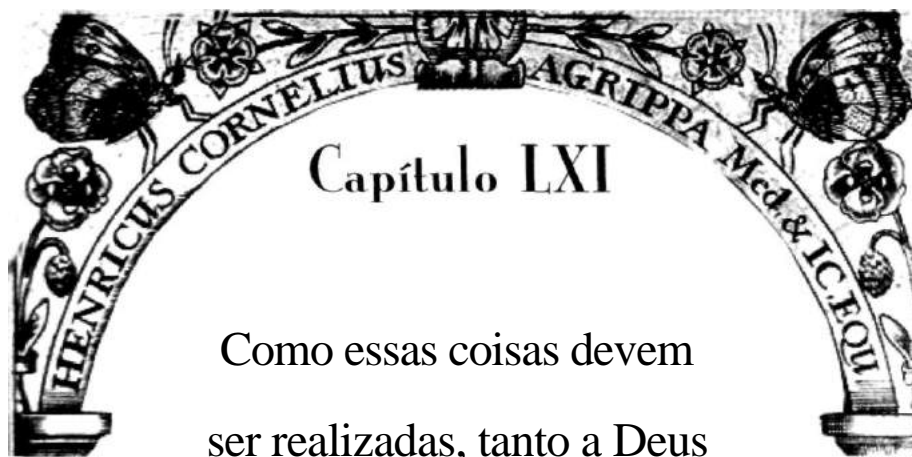 HENRICUS CORNELIUS AGRIPPA Med. & IC. EQU
Capítulo LXI
Como essas coisas devem
ser realizadas, tanto a Deus